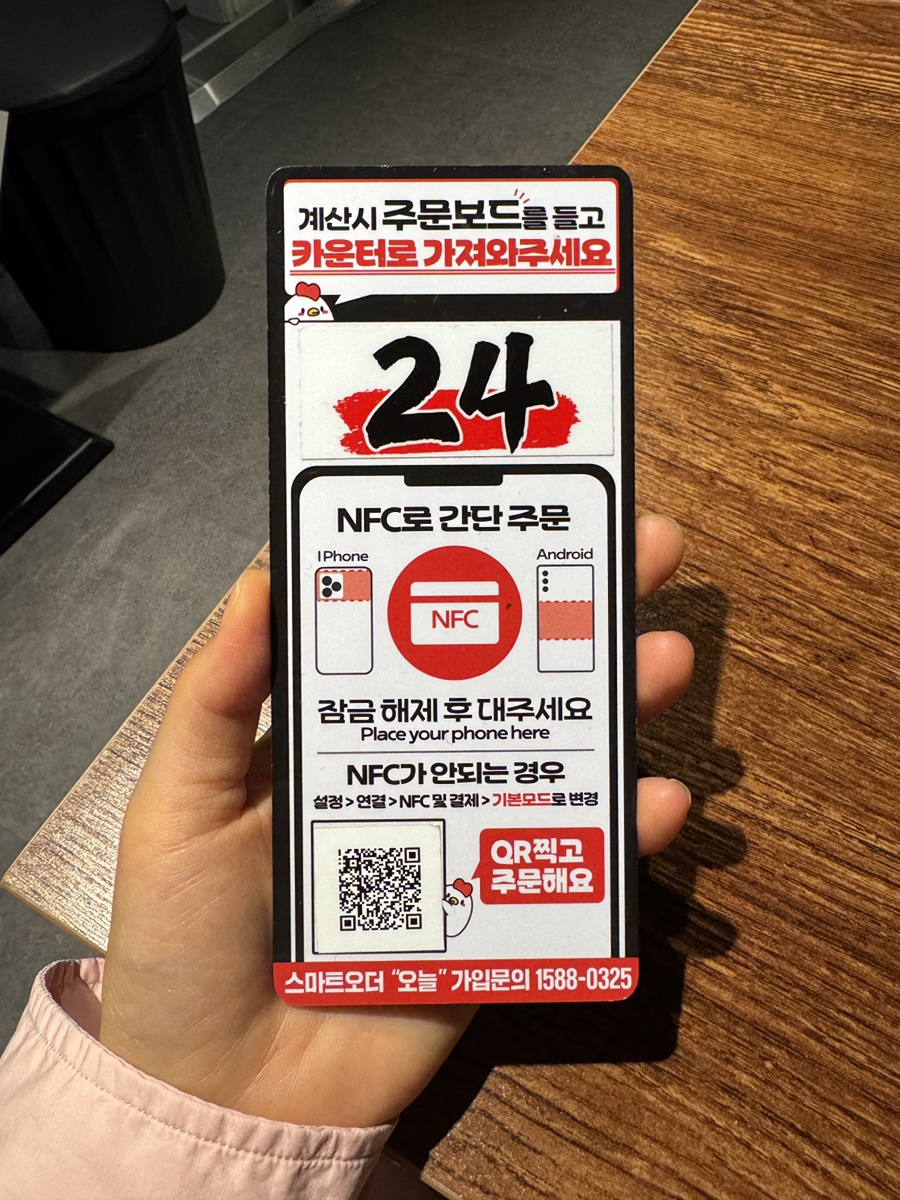 계산시 주문보드를 들고
카운터로 가져와주세요
24
NFC로 간단 주문
IPhone
Android
NFC
잠금 해제 후 대주세요
Place your phone here
NFC가 안되는 경우
설정 > 연결 > NFC 및 결제 > 기본모드로 변경
QR찍고
주문해요
스마트오더 “오늘” 가입문의 1588-0325